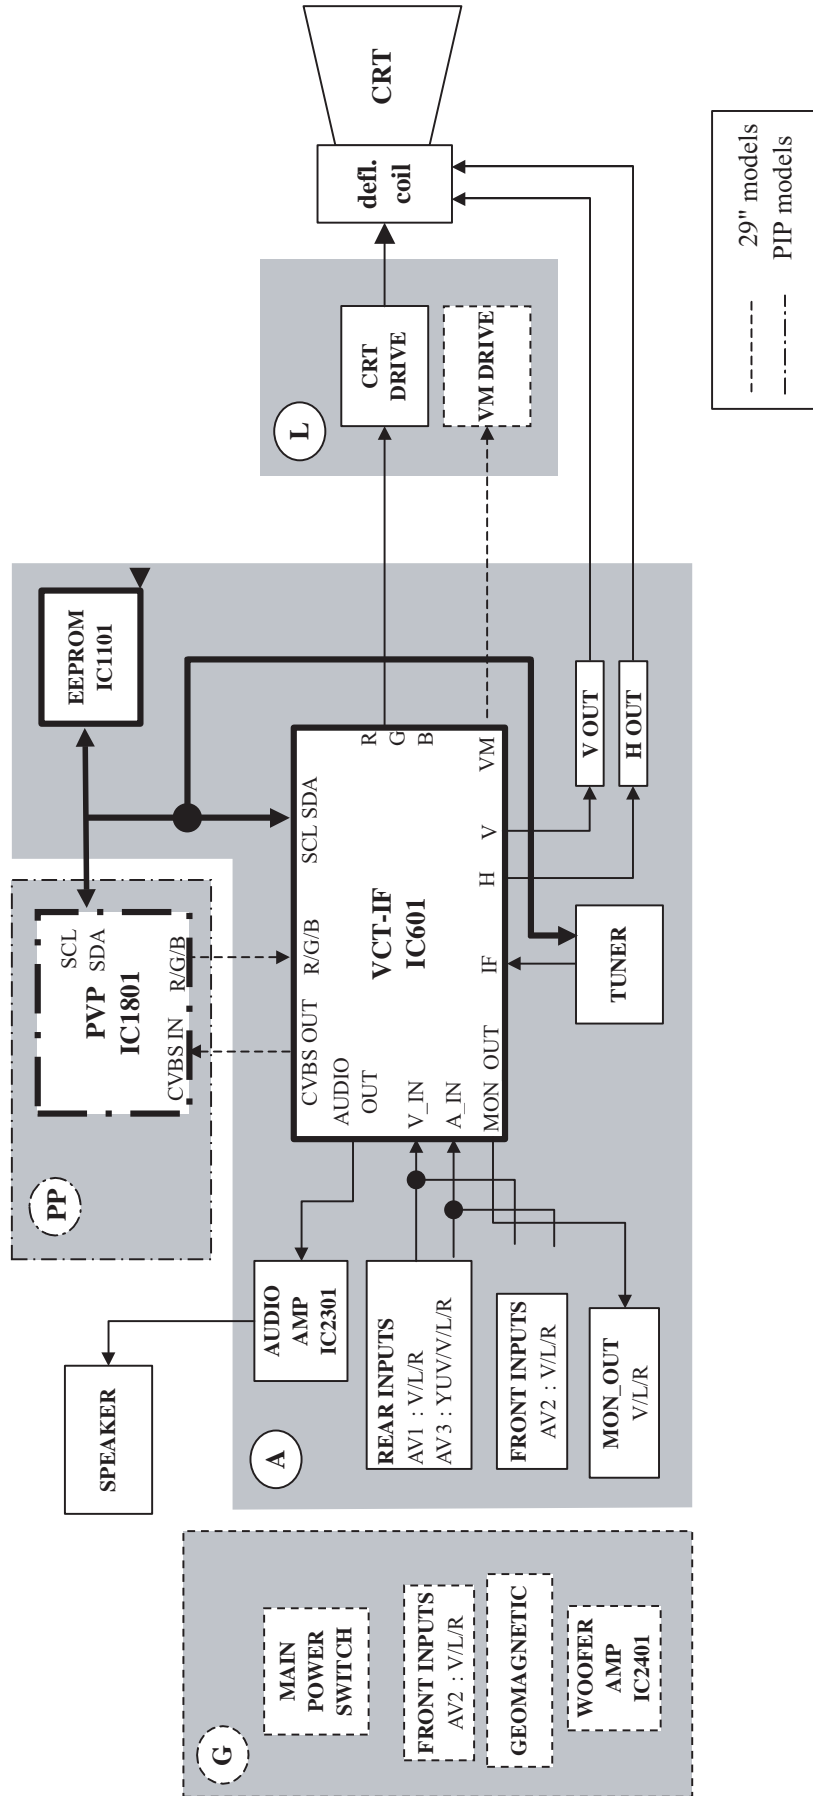 G
MAIN
POWER
SWITCH
FRONT INPUTS
AV2 : V/L/R
GEOMAGNETIC
WOOFER
AMP
IC2401
SPEAKER
A
AUDIO
AMP
IC2301
REAR INPUTS
AV1 : V/L/R
AV3 : YUV/V/L/R
FRONT INPUTS
AV2 : V/L/R
MON_OUT
V/L/R
PP
PVP
IC1801
SCL
SDA
CVBS IN
R/G/B
EEPROM
IC1101
CVBS OUT
R/G/B
SCL SDA
AUDIO
OUT
V_IN
A_IN
MON_OUT
VCT-IF
IC601
R
G
B
VM
IF
H
V
TUNER
V OUT
H OUT
L
CRT
DRIVE
VM DRIVE
defl.
coil
CRT
29" models
PIP models